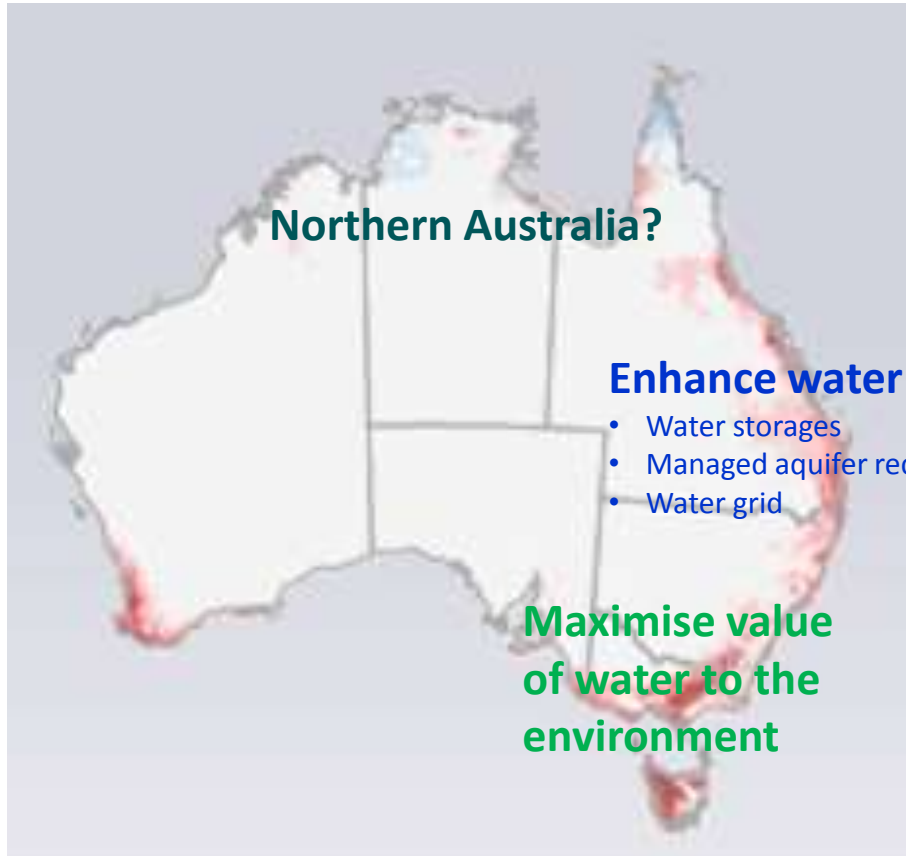 Northern Australia?
Enhance water
• Water storages
• Managed aquifer
• Water grid
Maximise value
of water to the
environment